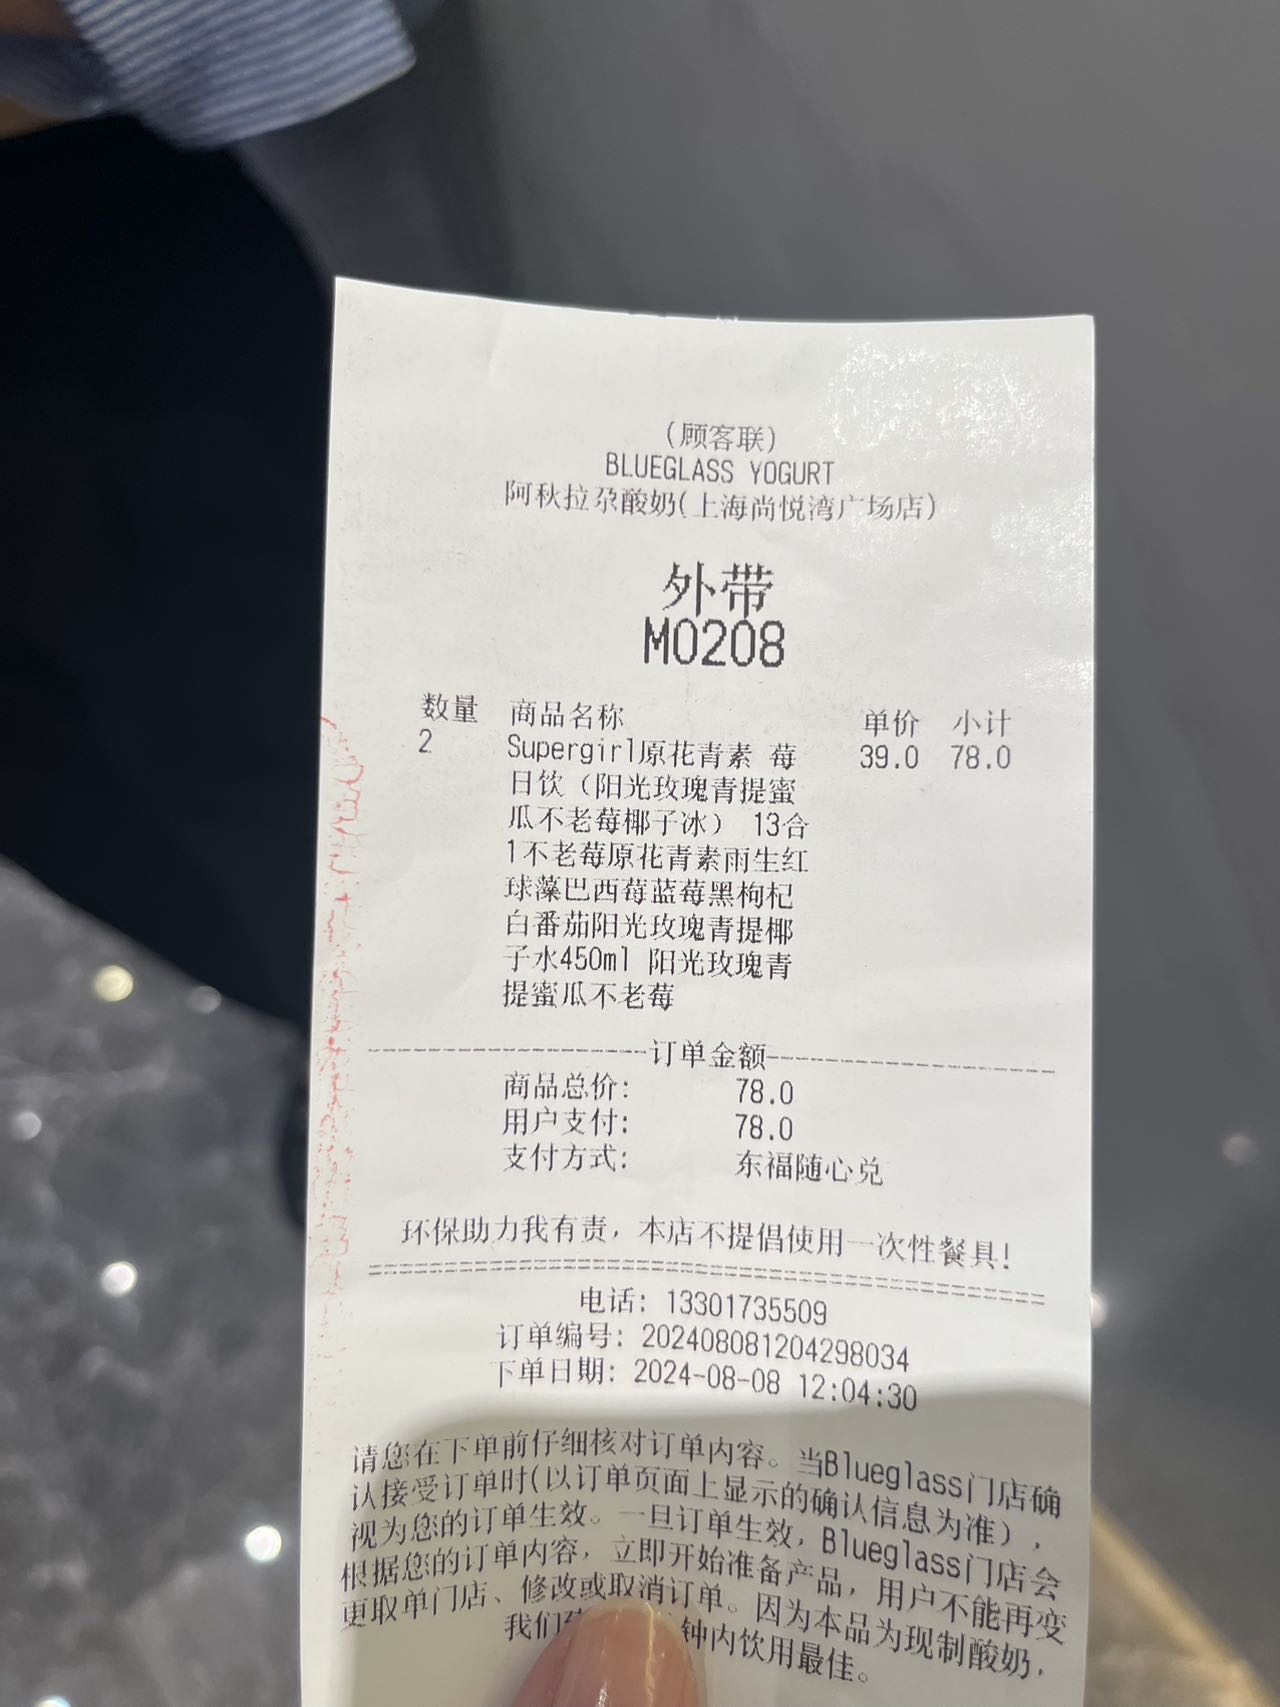 (顾客联)
BLUEGLASS YOGURT
阿秋拉尕酸奶(上海尚悦湾广场店)
外带
M0208
数量 商品名称 单价 小计
2 Supergirl原花青素 莓 39.0 78.0
日饮（阳光玫瑰青提蜜
瓜不老莓椰子冰） 13合
1不老莓原花青素雨生红
球藻巴西莓蓝莓黑枸杞
白番茄阳光玫瑰青提椰
子水450ml 阳光玫瑰青
提蜜瓜不老莓
订单金额
商品总价: 78.0
用户支付: 78.0
支付方式: 东福随心兑
环保助力我有责，本店不提倡使用一次性餐具!
电话: 13301735509
订单编号: 202408081204298034
下单日期: 2024-08-08 12:04:30
请您在下单前仔细核对订单内容。当Blueglass门店确
认接受订单时(以订单页面上显示的确认信息为准)，
视为您的订单生效。一旦订单生效，Blueglass门店会
根据您的订单内容，立即开始准备产品，用户不能再变
更取单门店、修改或取消订单。因为本品为现制酸奶，
我们 钟内饮用最佳。